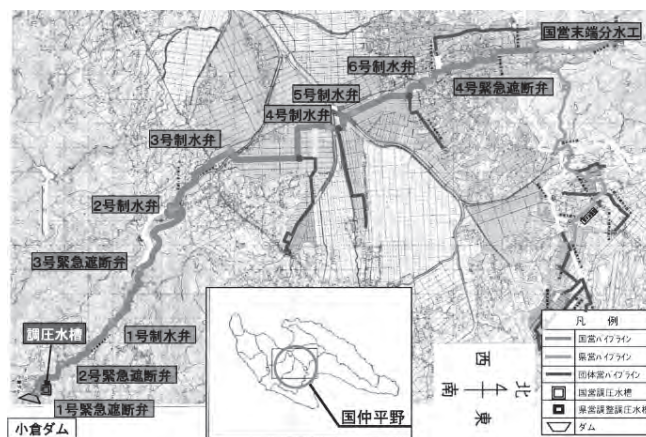 国営末端分水工
6号制水弁
5号制水弁
4号緊急遮断弁
4号制水弁
3号制水弁
2号制水弁
3号緊急遮断弁
1号制水弁
調圧水槽
2号緊急遮断弁
1号緊急遮断弁
小倉ダム
国仲平野
西
北
南
東
凡 例
国営パイプライン
県営パイプライン
団体営パイプライン
国営調圧水槽
県営調整調圧水槽
ダム